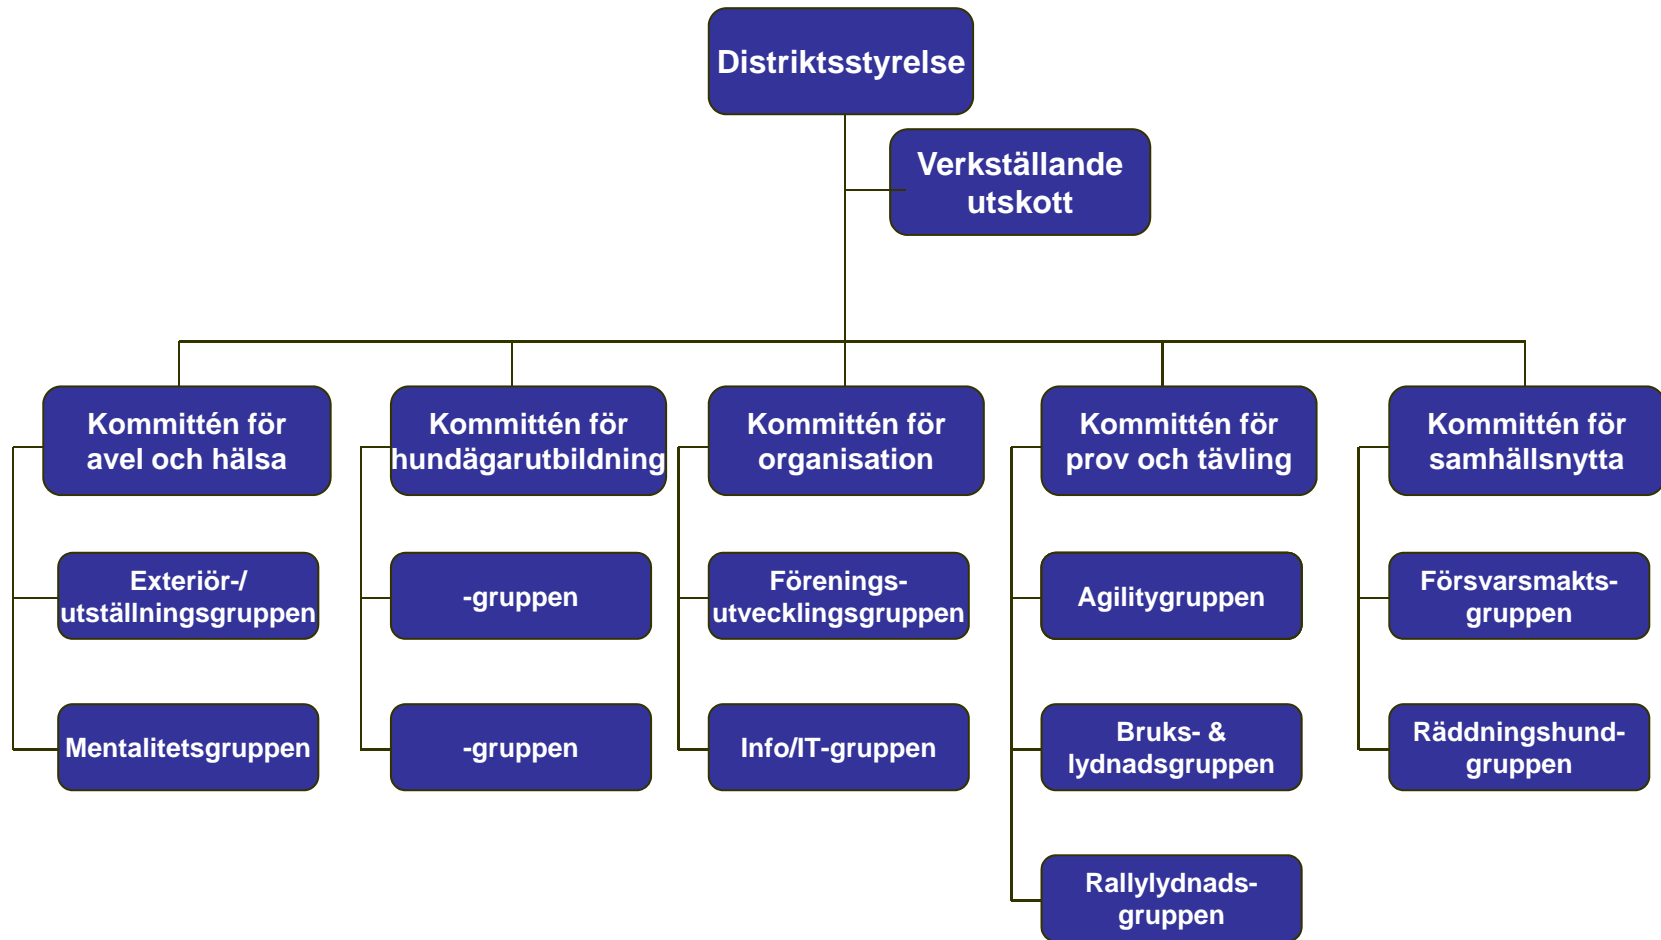 Distriktsstyrelse
Verkställande
utskott
Kommittén för
avel och hälsa
Kommittén för
hundägarutbildning
Kommittén för
organisation
Kommittén för
prov och tävling
Kommittén för
samhällsnytta
Exteriör-/
utställningsgruppen
-gruppen
Förenings-
utvecklingsgruppen
Agilitygruppen
Försvarsmakts-
gruppen
Mentalitetsgruppen
-gruppen
Info/IT-gruppen
Bruks- &
lydnadsgruppen
Räddningshund-
gruppen
Rallylydnads-
gruppen